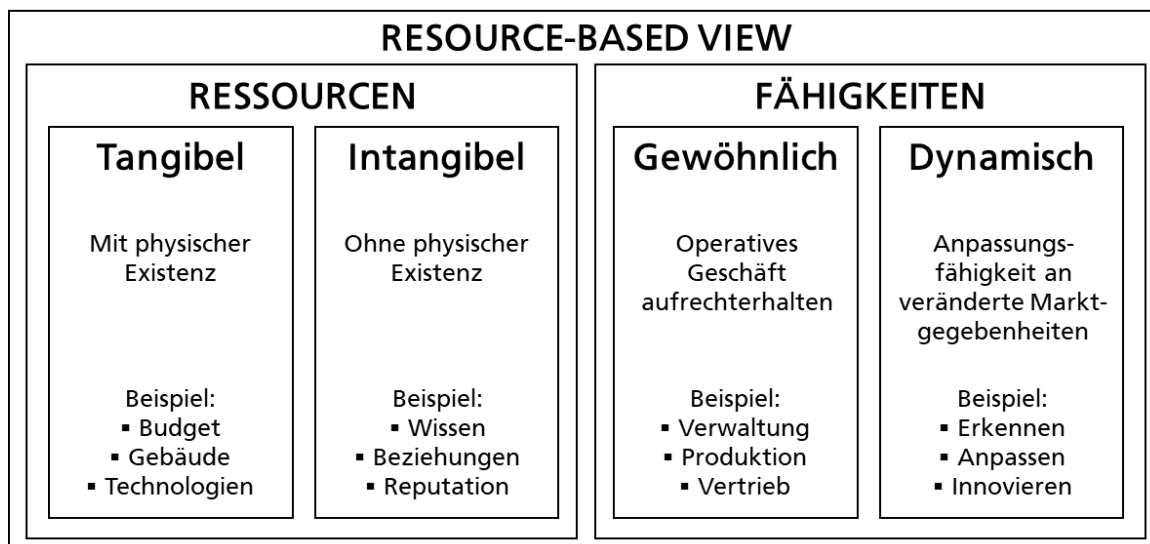 RESOURCE-BASED VIEW
RESSOURCEN
Tangibel
Mit physischer
Existenz
Beispiel:
▪ Budget
▪ Gebäude
▪ Technologien
Intangibel
Ohne physischer
Existenz
Beispiel:
▪ Wissen
▪ Beziehungen
▪ Reputation
FÄHIGKEITEN
Gewöhnlich
Operatives
Geschäft
aufrechterhalten
Beispiel:
▪ Verwaltung
▪ Produktion
▪ Vertrieb
Dynamisch
Anpassungs-
fähigkeit an
veränderte Markt-
gegebenheiten
Beispiel:
▪ Erkennen
▪ Anpassen
▪ Innovieren